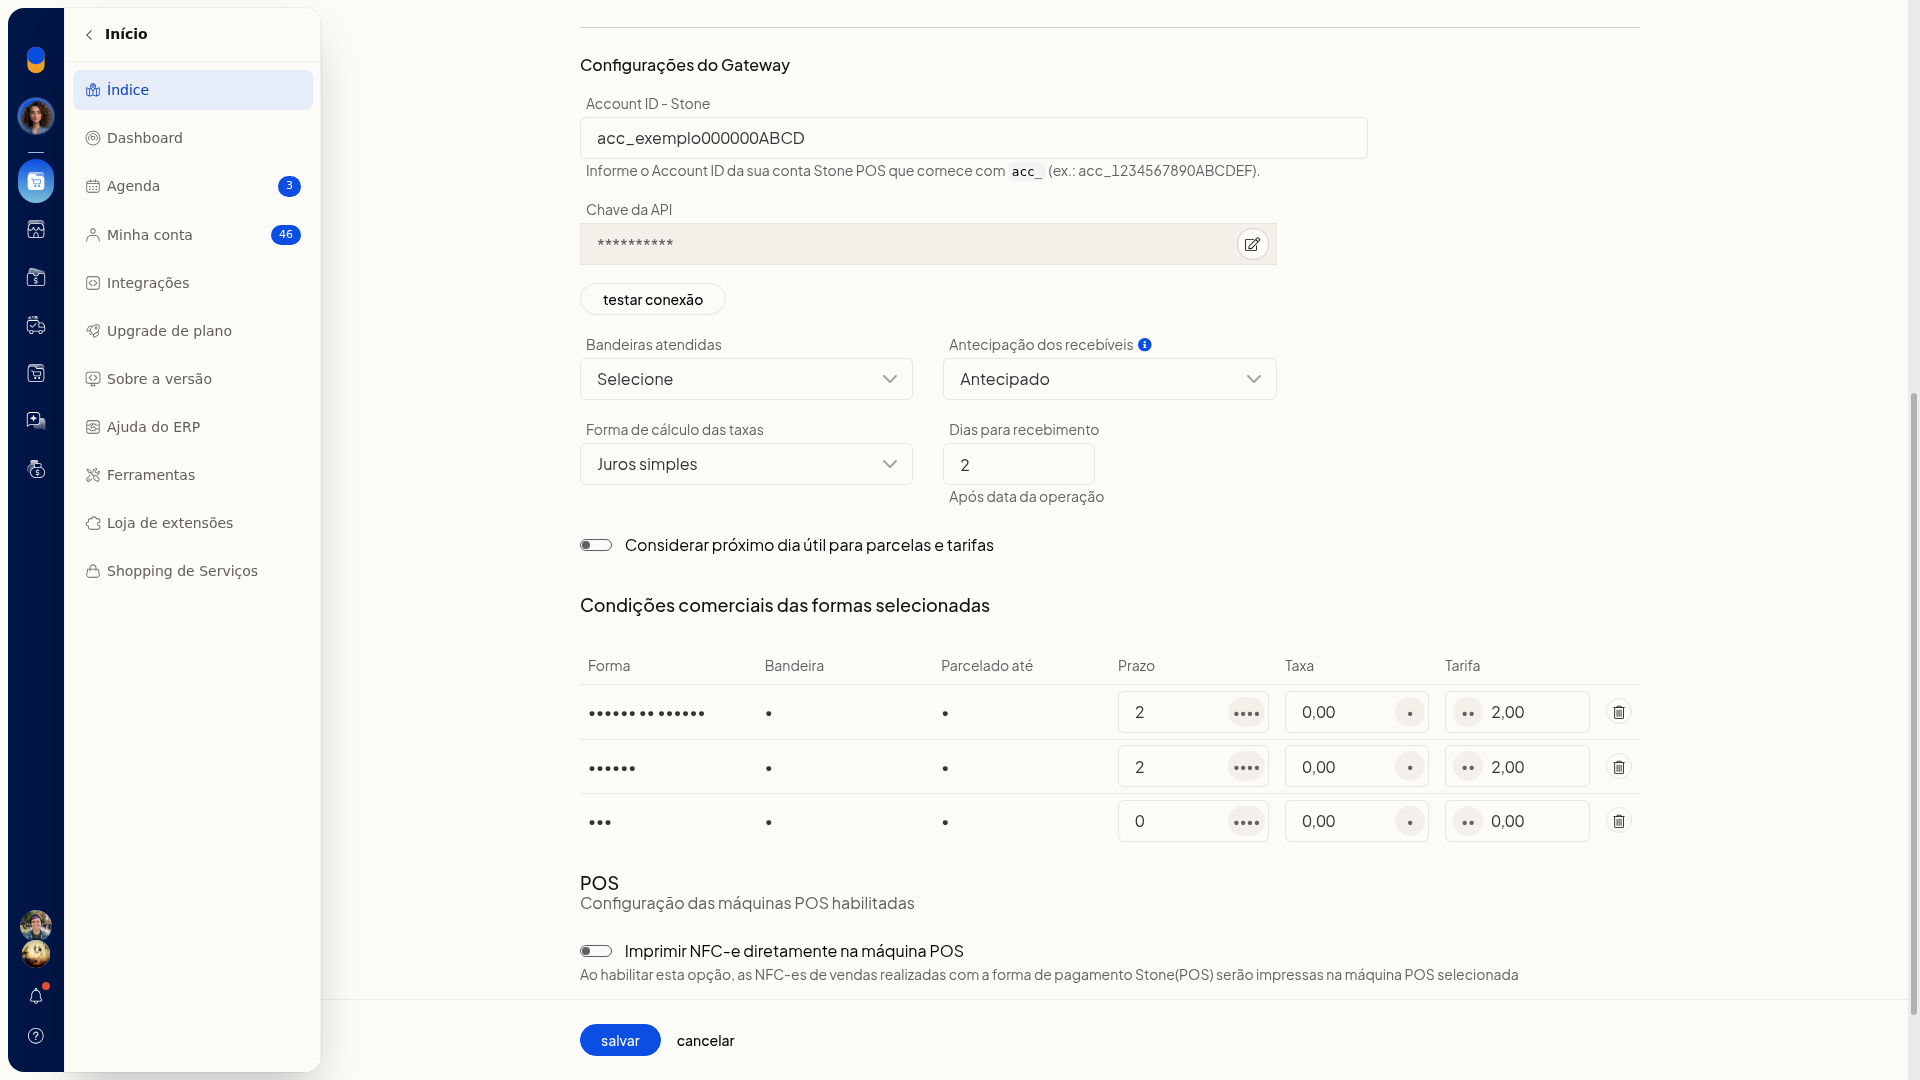 Início
Índice
Dashboard
Agenda 3
Minha conta 46
Integrações
Upgrade de plano
Sobre a versão
Ajuda do ERP
Ferramentas
Loja de extensões
Shopping de Serviços
Configurações do Gateway
Account ID - Stone
acc_exemplo000000ABCD
Informe o Account ID da sua conta Stone POS que comece com acc_ (ex.: acc_1234567890ABCDEF).
Chave da API
**********
testar conexão
Bandeiras atendidas Antecipação dos recebíveis
Selecione Antecipado
Forma de cálculo das taxas Dias para recebimento
Juros simples 2
Após data da operação
Considerar próximo dia útil para parcelas e tarifas
Condições comerciais das formas selecionadas
Forma Bandeira Parcelado até Prazo Taxa Tarifa
•••••• •• •••••• • • 2 •••• 0,00 • •• 2,00
•••••• • • 2 •••• 0,00 • •• 2,00
••• • • 0 •••• 0,00 • •• 0,00
POS
Configuração das máquinas POS habilitadas
Imprimir NFC-e diretamente na máquina POS
Ao habilitar esta opção, as NFC-es de vendas realizadas com a forma de pagamento Stone(POS) serão impressas na máquina POS selecionada
salvar cancelar